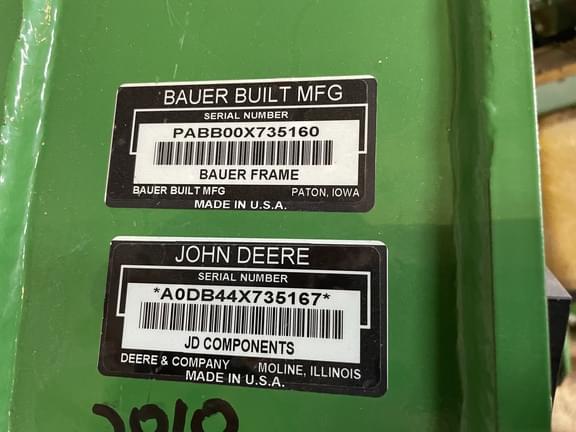 BAUER BUILT MFG
SERIAL NUMBER
PABB00X735160
BAUER FRAME
BAUER BUILT MFG PATON, IOWA
MADE IN U.S.A.
JOHN DEERE
SERIAL NUMBER
*A0DB44X735167*
JD COMPONENTS
DEERE & COMPANY MOLINE, ILLINOIS
MADE IN U.S.A.
2010